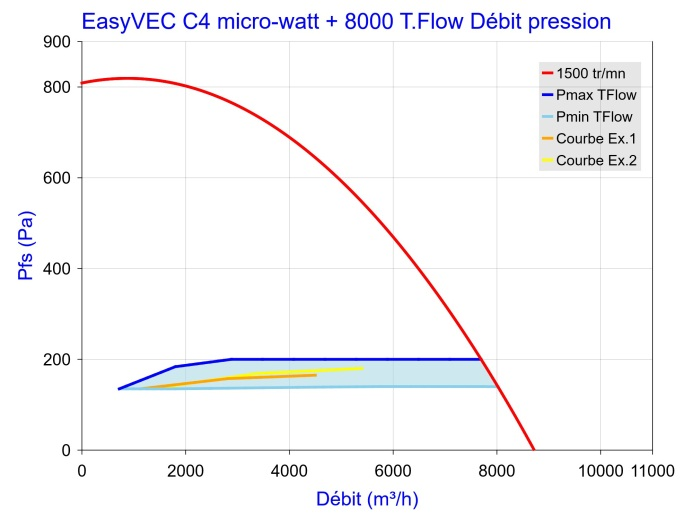 EasyVEC C4 micro-watt + 8000 T.Flow Débit pression
900
800
600
400
200
0
Pfs (Pa)
1500 tr/mn
Pmax TFlow
Pmin TFlow
Courbe Ex.1
Courbe Ex.2
0 2000 4000 6000 8000 10000 11000
Débit (m³/h)